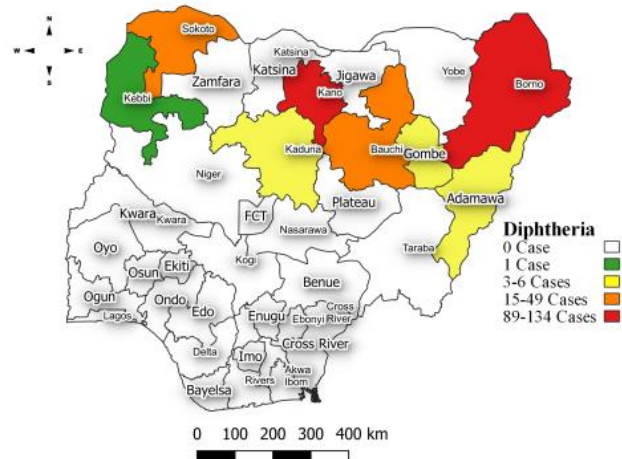 N
W E
S
Sokoto
Katsina
Kebbi
Zamfara
Katsina
Jigawa
Yobe
Borno
Kano
Kaduna
Bauchi
Gombe
Niger
Adamawa
Plateau
Kwara
Kwara
FCT
Nasarawa
Taraba
Oyo
Kogi
Osun
Ekiti
Benue
Ogun
Lagos
Ondo
Edo
Enugu
Ebonyi
Cross
River
Delta
Imo
Cross River
Bayelsa
Rivers
Akwa
Ibom
Diphtheria
0 Case
1 Case
3-6 Cases
15-49 Cases
89-134 Cases
0 100 200 300 400 km